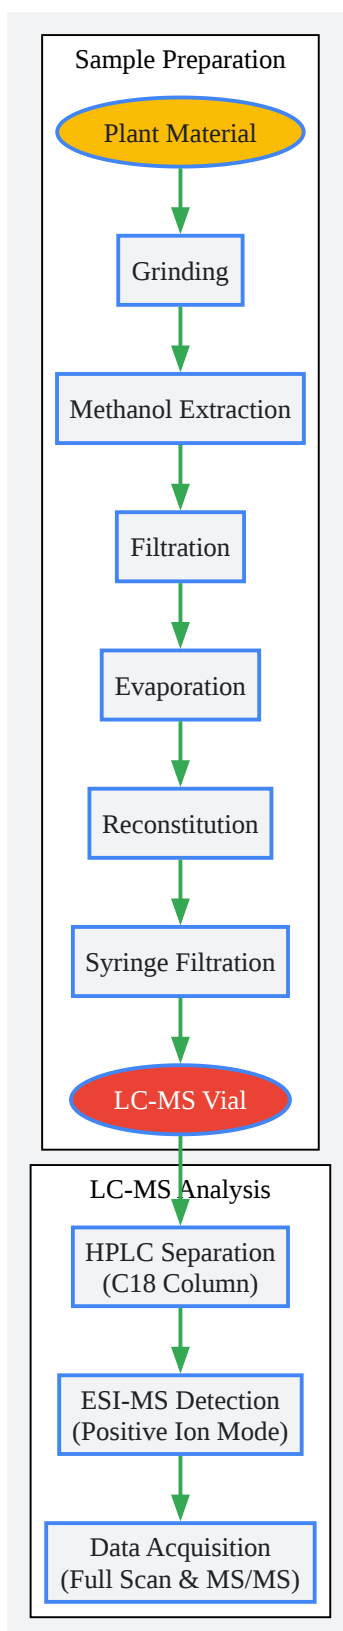 Sample Preparation
Plant Material
Grinding
Methanol Extraction
Filtration
Evaporation
Reconstitution
Syringe Filtration
LC-MS Vial
LC-MS Analysis
HPLC Separation
(C18 Column)
ESI-MS Detection
(Positive Ion Mode)
Data Acquisition
(Full Scan & MS/MS)